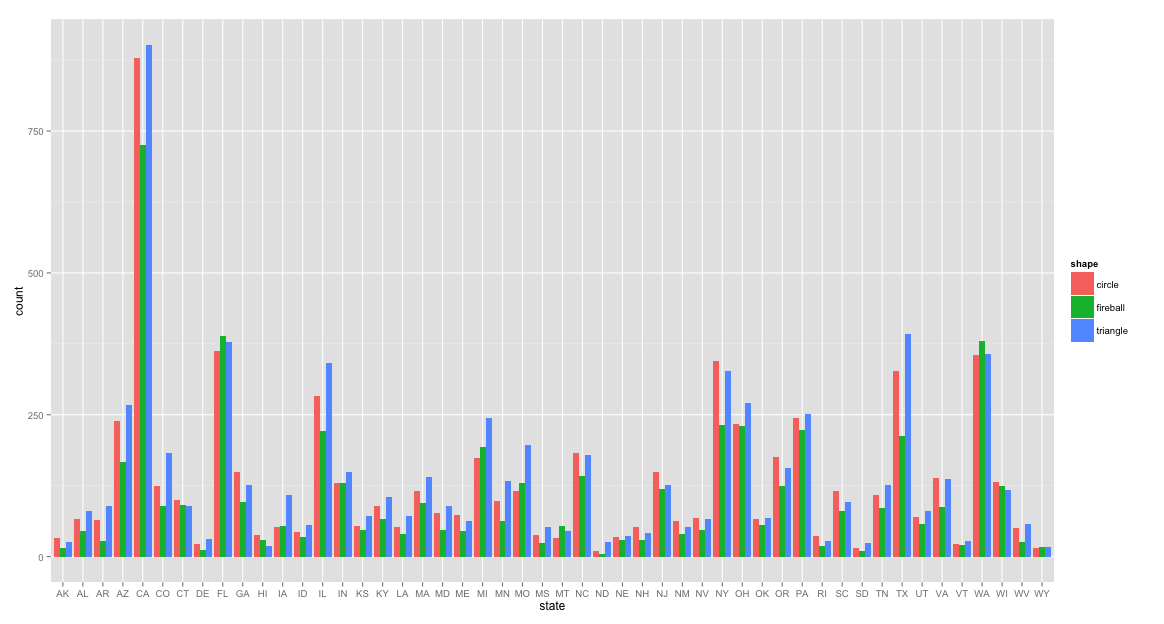 750
500
250
0
count
AK AL AR AZ CA CO CT DE FL GA HI IA ID IL IN KS KY LA MA MD ME MI MN MO MS MT NC ND NE NH NJ NM NV NY OH OK OR PA RI SC SD TN TX UT VA VT WA WI WV WY
state
shape
circle
fireball
triangle